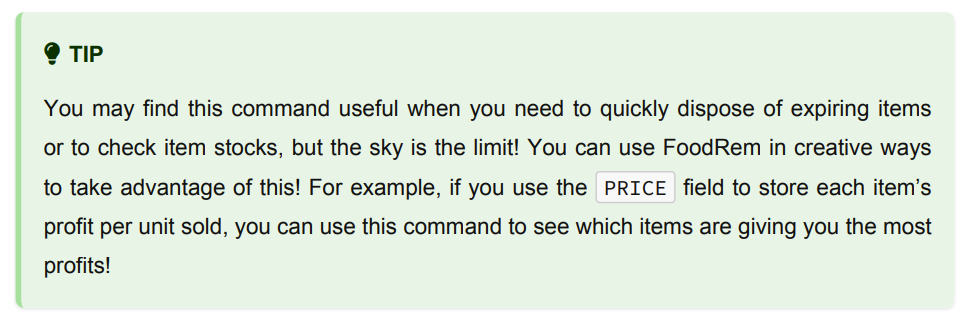 TIP
You may find this command useful when you need to quickly dispose of expiring items
or to check item stocks, but the sky is the limit! You can use FoodRem in creative ways
to take advantage of this! For example, if you use the PRICE field to store each item’s
profit per unit sold, you can use this command to see which items are giving you the most
profits!